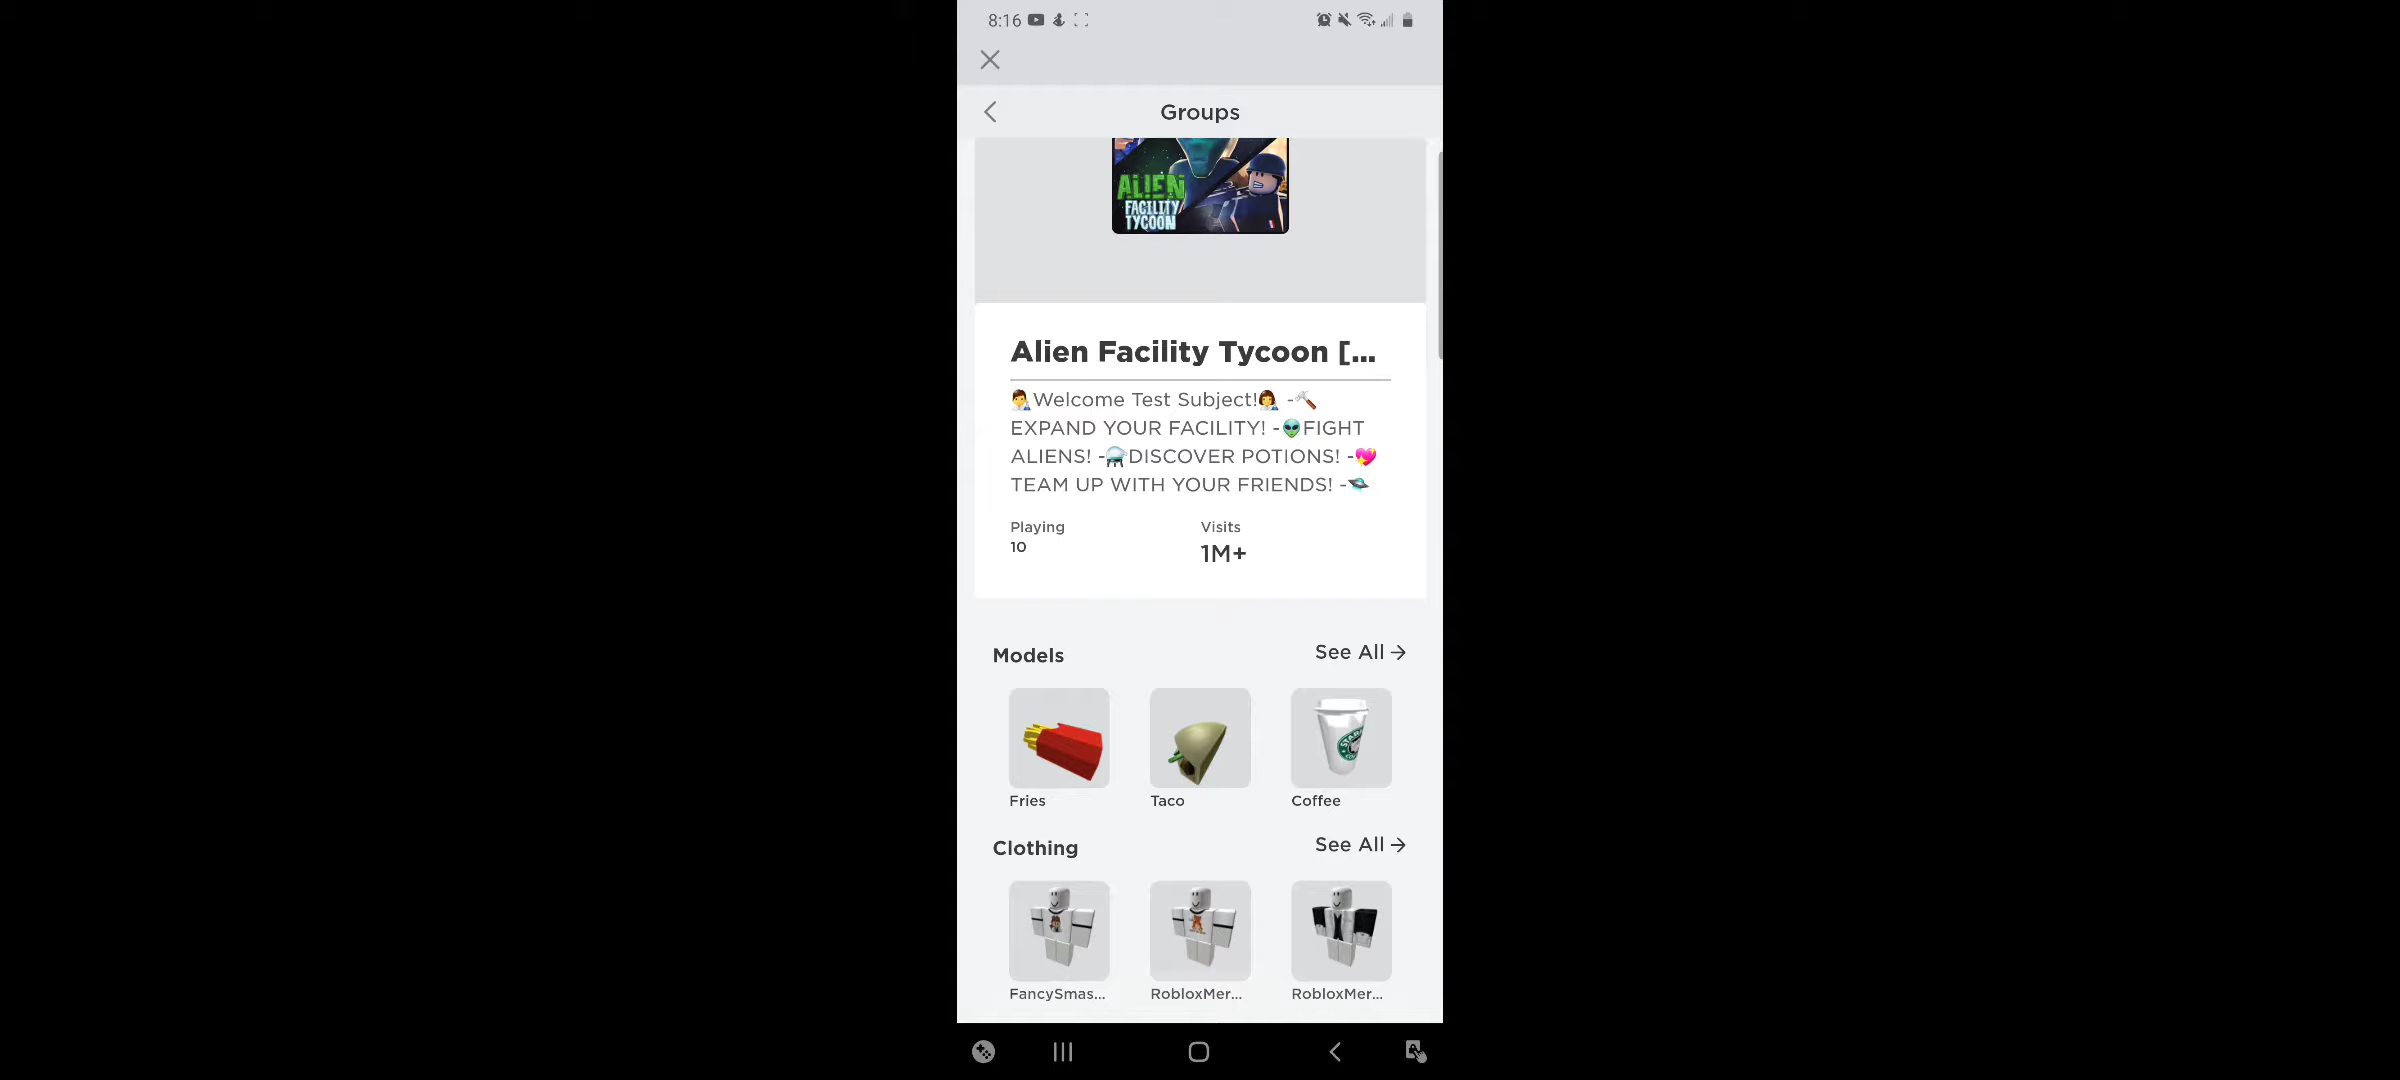 8:16
Groups
ALIEN
FACILITY
TYCOON
Alien Facility Tycoon [...
👨‍🔬Welcome Test Subject!👩‍🔬 -🔨
EXPAND YOUR FACILITY! -👽FIGHT
ALIENS! -⚗️DISCOVER POTIONS! -💖
TEAM UP WITH YOUR FRIENDS! -🛸
Playing
Visits
10
1M+
Models
See All →
Fries
Taco
Coffee
Clothing
See All →
FancySmas...
RobloxMer...
RobloxMer...